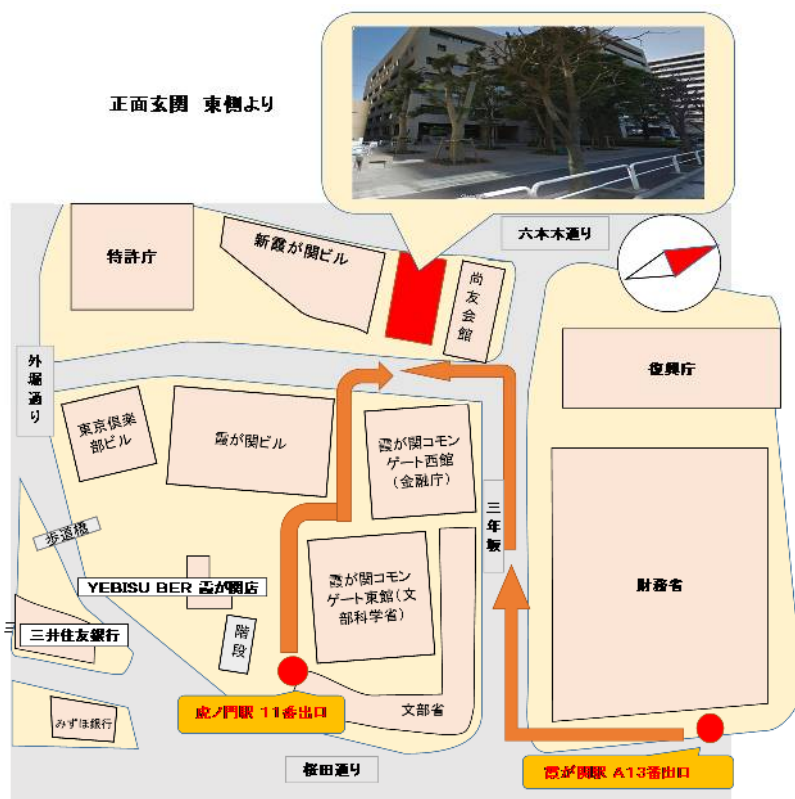 正面玄関 東側より
六本木通り
特許庁
新霞が関ビル
尚友会館
外堀通り
復興庁
東京倶楽
部ビル
霞が関ビル
霞が関コモン
ゲート西館
(金融庁)
三年坂
歩道橋
YEBISU BER 霞が関店
霞が関コモン
ゲート東館(文
部科学省)
財務省
三井住友銀行
階段
虎ノ門駅 11番出口
文部省
みずほ銀行
桜田通り
霞が関駅 A13番出口